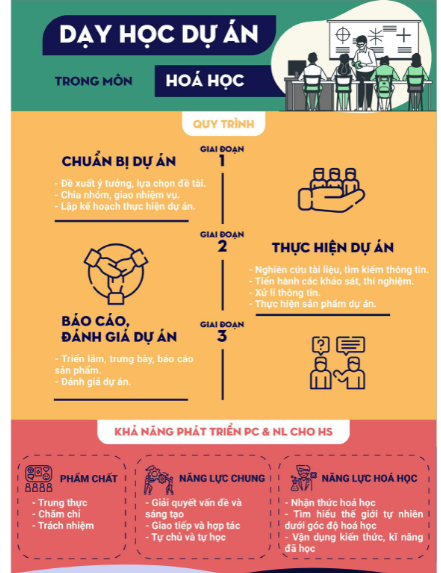 DẠY HỌC DỰ ÁN
TRONG MÔN
HOÁ HỌC
QUY TRÌNH
GIAI ĐOẠN
1
CHUẨN BỊ DỰ ÁN
- Đề xuất ý tưởng, lựa chọn đề tài.
- Chia nhóm, giao nhiệm vụ.
- Lập kế hoạch thực hiện dự án.
GIAI ĐOẠN
2
THỰC HIỆN DỰ ÁN
- Nghiên cứu tài liệu, tìm kiếm thông tin.
- Tiến hành các khảo sát, thí nghiệm.
- Xử lí thông tin.
- Thực hiện sản phẩm dự án.
GIAI ĐOẠN
3
BÁO CÁO,
ĐÁNH GIÁ DỰ ÁN
- Triển lãm, trưng bày, báo cáo
sản phẩm.
- Đánh giá dự án.
KHẢ NĂNG PHÁT TRIỂN PC & NL CHO HS
PHẨM CHẤT
- Trung thực
- Chăm chỉ
- Trách nhiệm
NĂNG LỰC CHUNG
- Giải quyết vấn đề và
sáng tạo
- Giao tiếp và hợp tác
- Tự chủ và tự học
NĂNG LỰC HOÁ HỌC
- Nhận thức hoá học
- Tìm hiểu thế giới tự nhiên
dưới góc độ hoá học
- Vận dụng kiến thức, kĩ năng
đã học